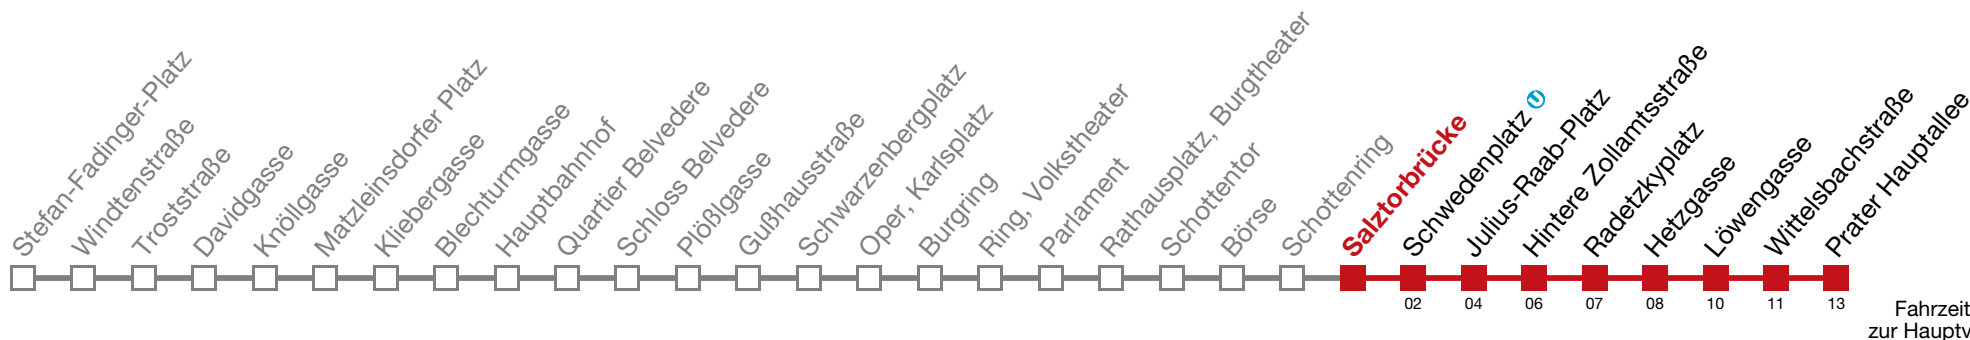 Stefan-Fadinger-Platz
Windtenstraße
Troststraße
Davidgasse
Knöllgasse
Matzleinsdorfer Platz
Kliebergasse
Blechturmgasse
Hauptbahnhof
Quartier Belvedere
Schloss Belvedere
Plößlgasse
Gußhausstraße
Schwarzenbergplatz
Oper, Karlsplatz
Burgring
Ring, Volkstheater
Parlament
Rathausplatz, Burgtheater
Schottentor
Börse
Schottenring
Salztorbrücke
Schwedenplatz U
Julius-Raab-Platz
Hintere Zollamtsstraße
Radetzkyplatz
Hetzgasse
Löwengasse
Wittelsbachstraße
Prater Hauptallee
02 04 06 07 08 10 11 13
Fahrzeit
zur Hauptv